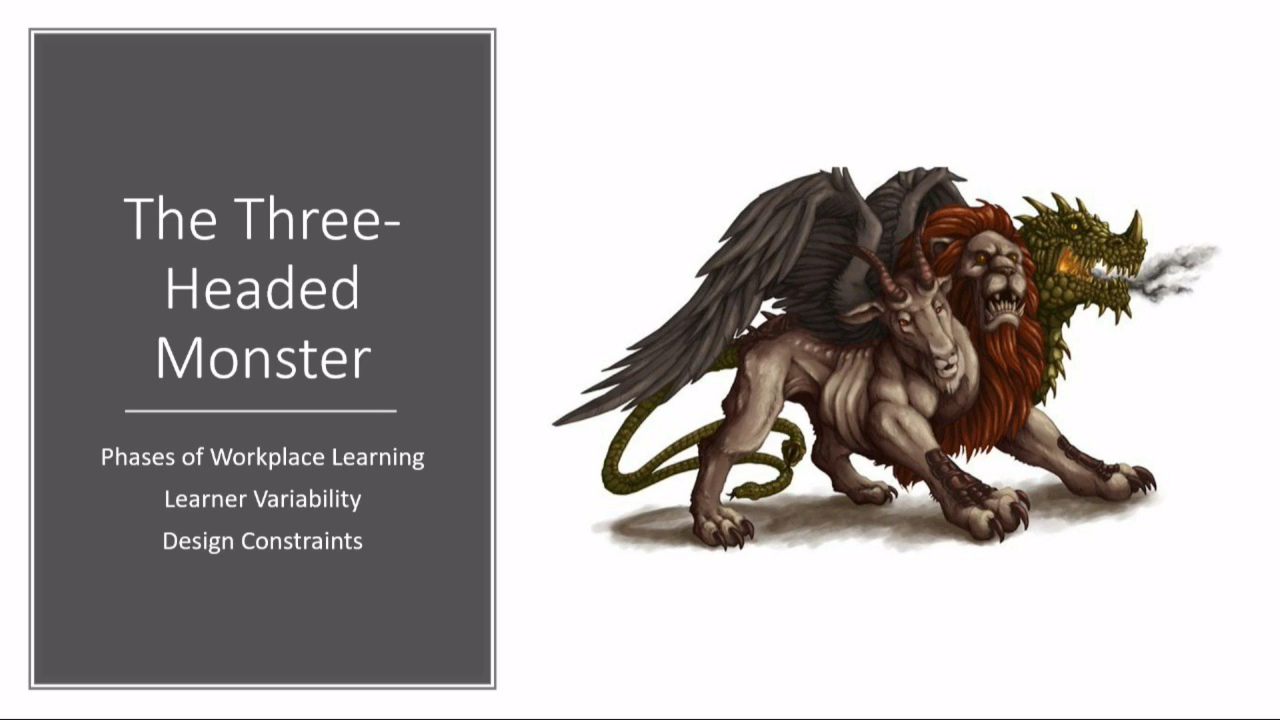 The Three-
Headed
Monster
Phases of Workplace Learning
Learner Variability
Design Constraints